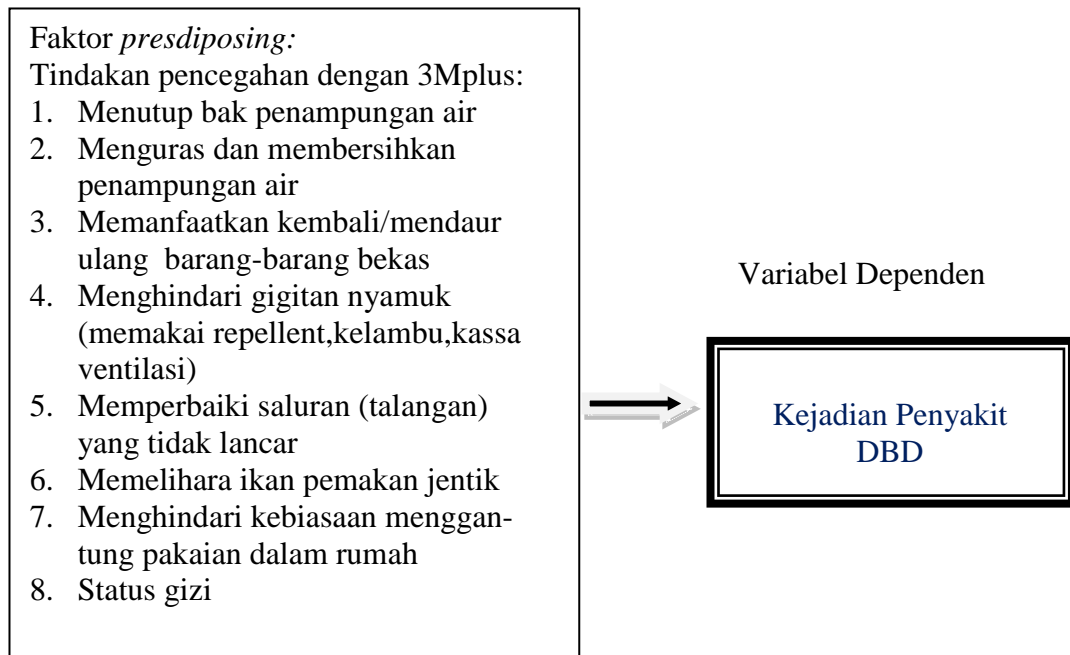 Faktor presdiposing:
Tindakan pencegahan dengan 3Mplus:
1. Menutup bak penampungan air
2. Menguras dan membersihkan
penampungan air
3. Memanfaatkan kembali/mendaur
ulang barang-barang bekas
4. Menghindari gigitan nyamuk
(memakai repellent,kelambu,kassa
ventilasi)
5. Memperbaiki saluran (talangan)
yang tidak lancar
6. Memelihara ikan pemakan jentik
7. Menghindari kebiasaan menggan-
tung pakaian dalam rumah
8. Status gizi
Variabel Dependen
Kejadian Penyakit
DBD